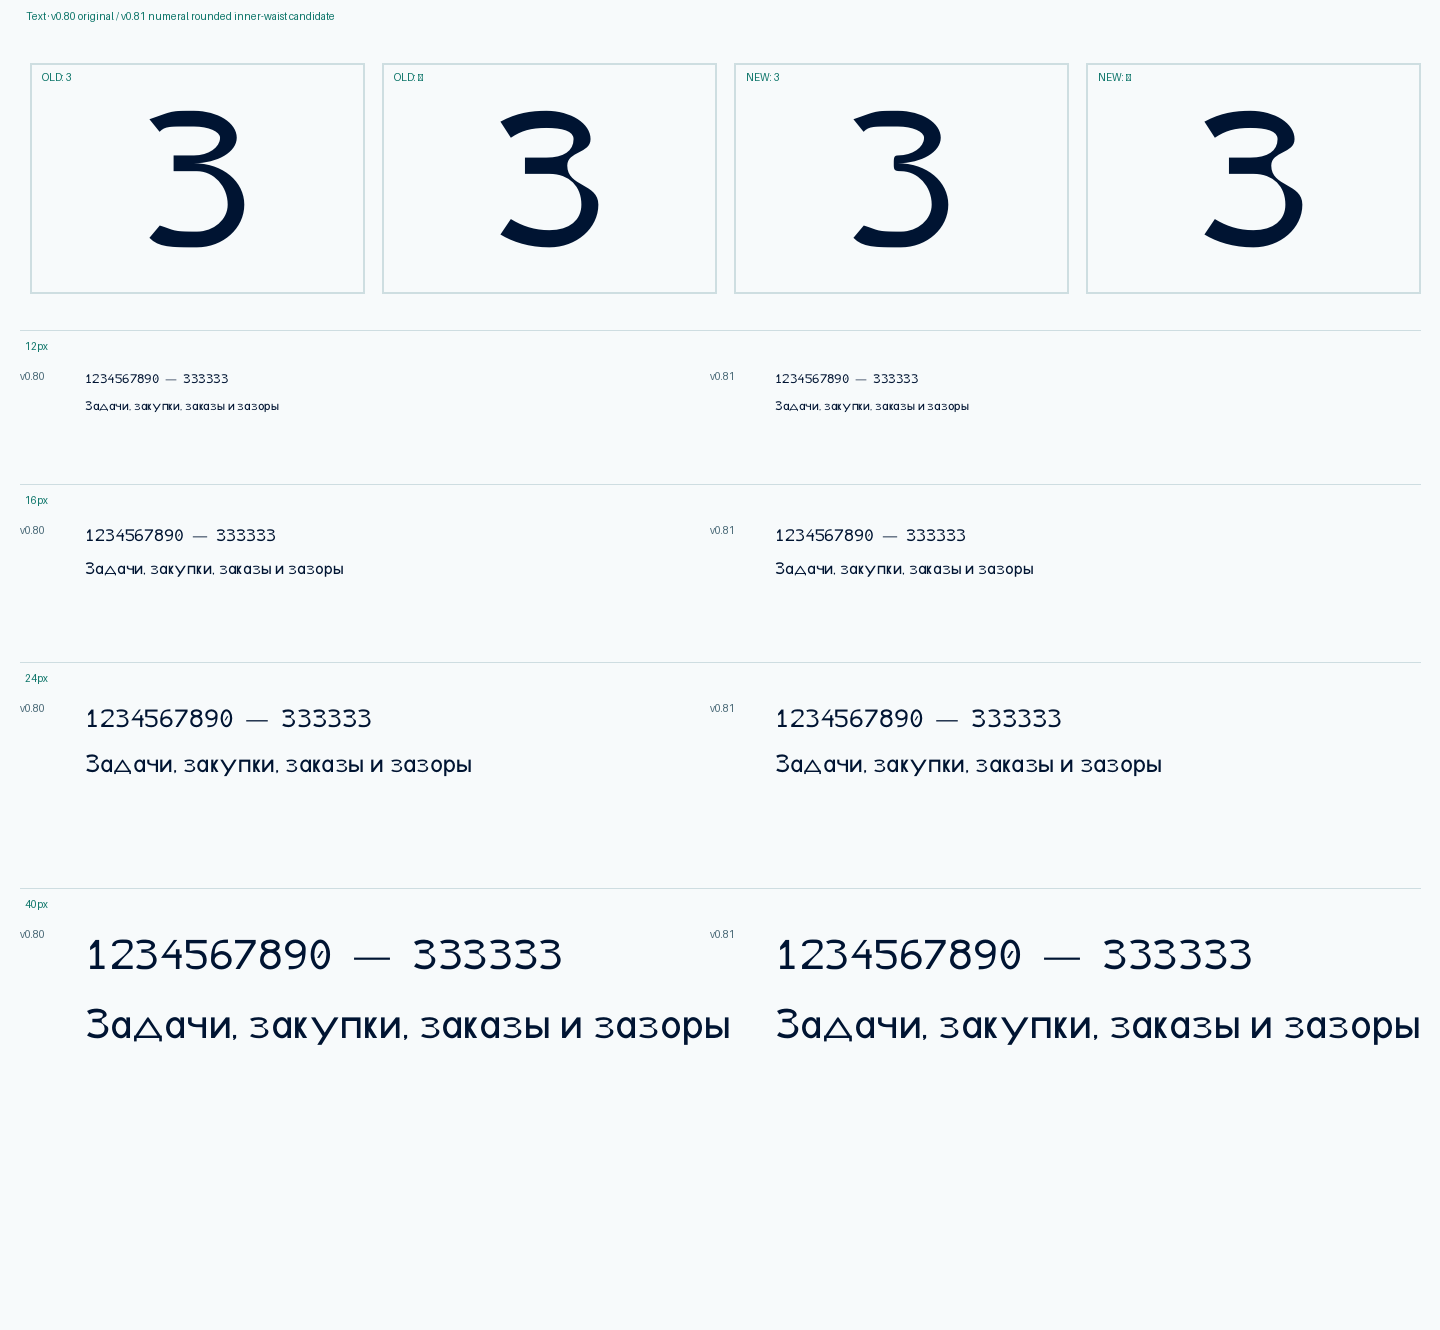 Text · v0.80 original / v0.81 numeral rounded inner-waist candidate
OLD: 3
3
OLD:
З
NEW: 3
3
NEW:
З
12px
v0.80
1234567890 — 333333
Задачи, закупки, заказы и зазоры
v0.81
1234567890 — 333333
Задачи, закупки, заказы и зазоры
16px
v0.80
1234567890 — 333333
Задачи, закупки, заказы и зазоры
v0.81
1234567890 — 333333
Задачи, закупки, заказы и зазоры
24px
v0.80
1234567890 — 333333
Задачи, закупки, заказы и зазоры
v0.81
1234567890 — 333333
Задачи, закупки, заказы и зазоры
40px
v0.80
1234567890 — 333333
Задачи, закупки, заказы и зазоры
v0.81
1234567890 — 333333
Задачи, закупки, заказы и зазоры